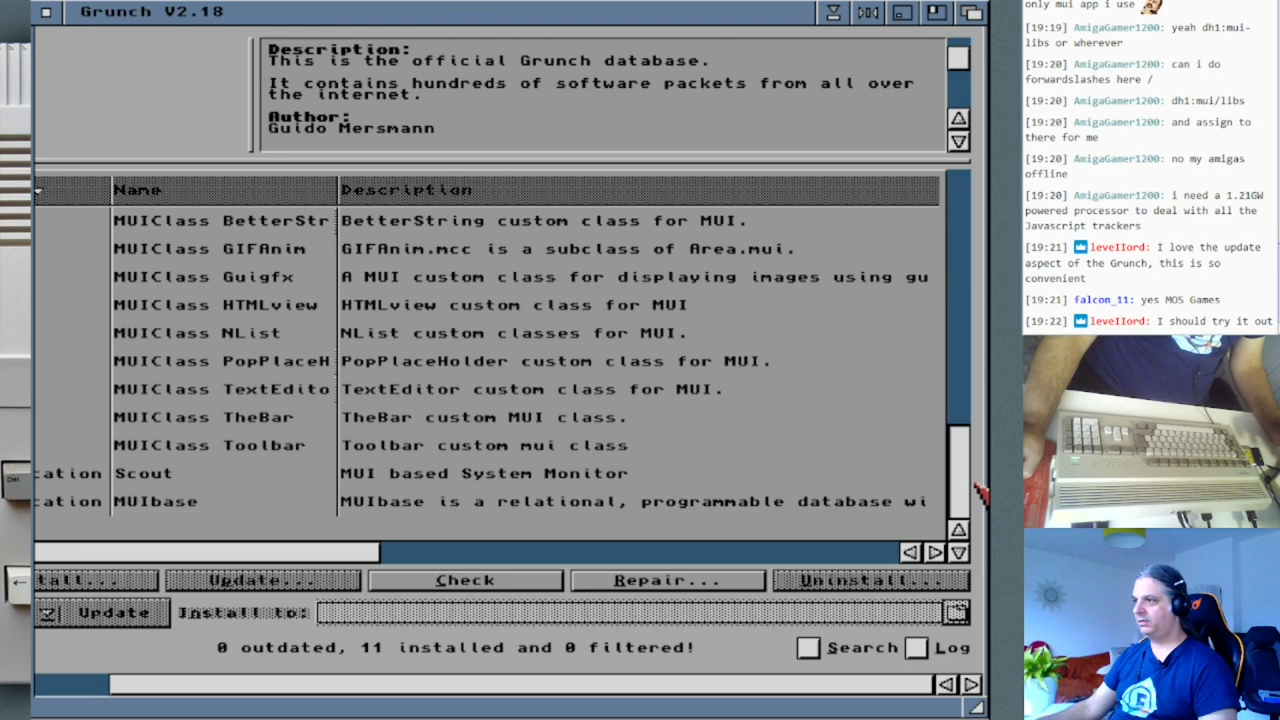 Grunch V2.18
Description:
This is the official Grunch database.
It contains hundreds of software packets from all over
the internet.
Author:
Guido Mersmann
Name Description
MUIClass BetterStr BetterString custom class for MUI.
MUIClass GIFAnim GIFAnim.mcc is a subclass of Area.mui.
MUIClass Guigfx A MUI custom class for displaying images using gu
MUIClass HTMLview HTMLview custom class for MUI
MUIClass NList NList custom classes for MUI.
MUIClass PopPlaceH PopPlaceHolder custom class for MUI.
MUIClass TextEdito TextEditor custom class for MUI.
MUIClass TheBar TheBar custom MUI class.
MUIClass Toolbar Toolbar custom mui class
cation Scout MUI based System Monitor
cation MUIbase MUIbase is a relational, programmable database wi
tall... Update... Check Repair... Uninstall...
Update Install to:
0 outdated, 11 installed and 0 filtered! Search Log
Del
only mui app i use
[19:19] AmigaGamer1200: yeah dh1:mui-
libs or wherever
[19:20] AmigaGamer1200: can i do
forwardslashes here /
[19:20] AmigaGamer1200: dh1:mui/libs
[19:20] AmigaGamer1200: and assign to
there for me
[19:20] AmigaGamer1200: no my amigas
offline
[19:20] AmigaGamer1200: i need a 1.21GW
powered processor to deal with all the
Javascript trackers
[19:21] levellord: I love the update
aspect of the Grunch, this is so
convenient
[19:21] falcon_11: yes MOS Games
[19:22] levellord: I should try it out